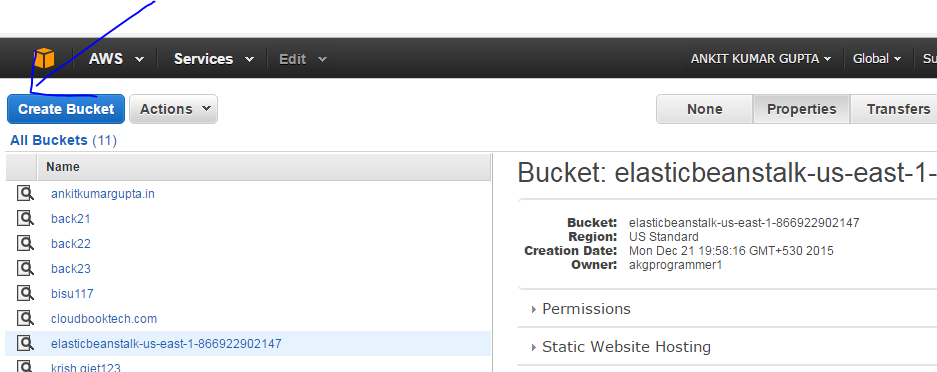 AWS Services Edit ANKIT KUMAR GUPTA Global
Create Bucket Actions None Properties Transfers
All Buckets (11)
Name
Bucket: elasticbeanstalk-us-east-1-
ankitkumargupta.in
back21
back22
back23
bisu117
cloudbooktech.com
elasticbeanstalk-us-east-1-866922902147
Bucket: elasticbeanstalk-us-east-1-866922902147
Region: US Standard
Creation Date: Mon Dec 21 19:58:16 GMT+530 2015
Owner: akgprogrammer1
Permissions
Static Website Hosting